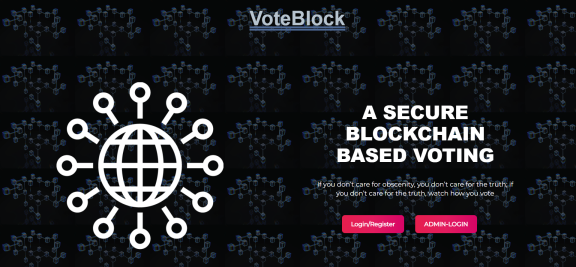 VoteBlock
A SECURE
BLOCKCHAIN
BASED VOTING
If you don't care for obscenity, you don't care for the truth; if
you don't care for the truth, watch how you vote
Login/Register
ADMIN-LOGIN